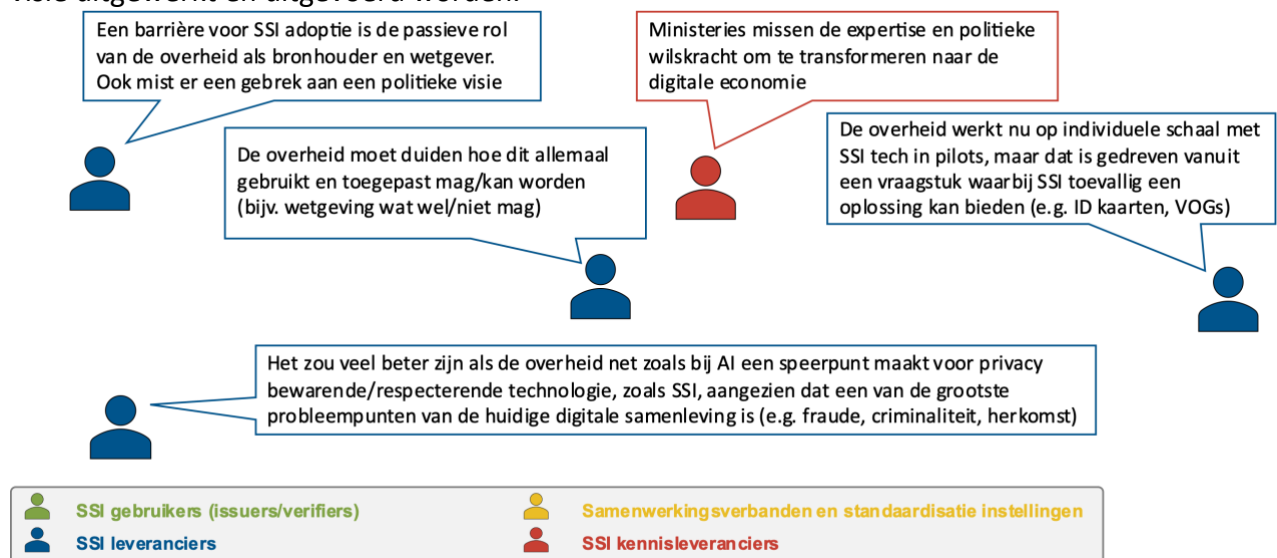 visie uitgewerkt en uitgevoerd worden.
Een barrière voor SSI adoptie is de passieve rol
van de overheid als bronhouder en wetgever.
Ook mist er een gebrek aan een politieke visie
Ministeries missen de expertise en politieke
wilskracht om te transformeren naar de
digitale economie
De overheid moet duiden hoe dit allemaal
gebruikt en toegepast mag/kan worden
(bijv. wetgeving wat wel/niet mag)
De overheid werkt nu op individuele schaal met
SSI tech in pilots, maar dat is gedreven vanuit
een vraagstuk waarbij SSI toevallig een
oplossing kan bieden (e.g. ID kaarten, VOGs)
Het zou veel beter zijn als de overheid net zoals bij AI een speerpunt maakt voor privacy
bewarende/respecterende technologie, zoals SSI, aangezien dat een van de grootste
probleempunten van de huidige digitale samenleving is (e.g. fraude, criminaliteit, herkomst)
SSI gebruikers (issuers/verifiers)
Samenwerkingsverbanden en standaardisatie instellingen
SSI leveranciers
SSI kennisleveranciers